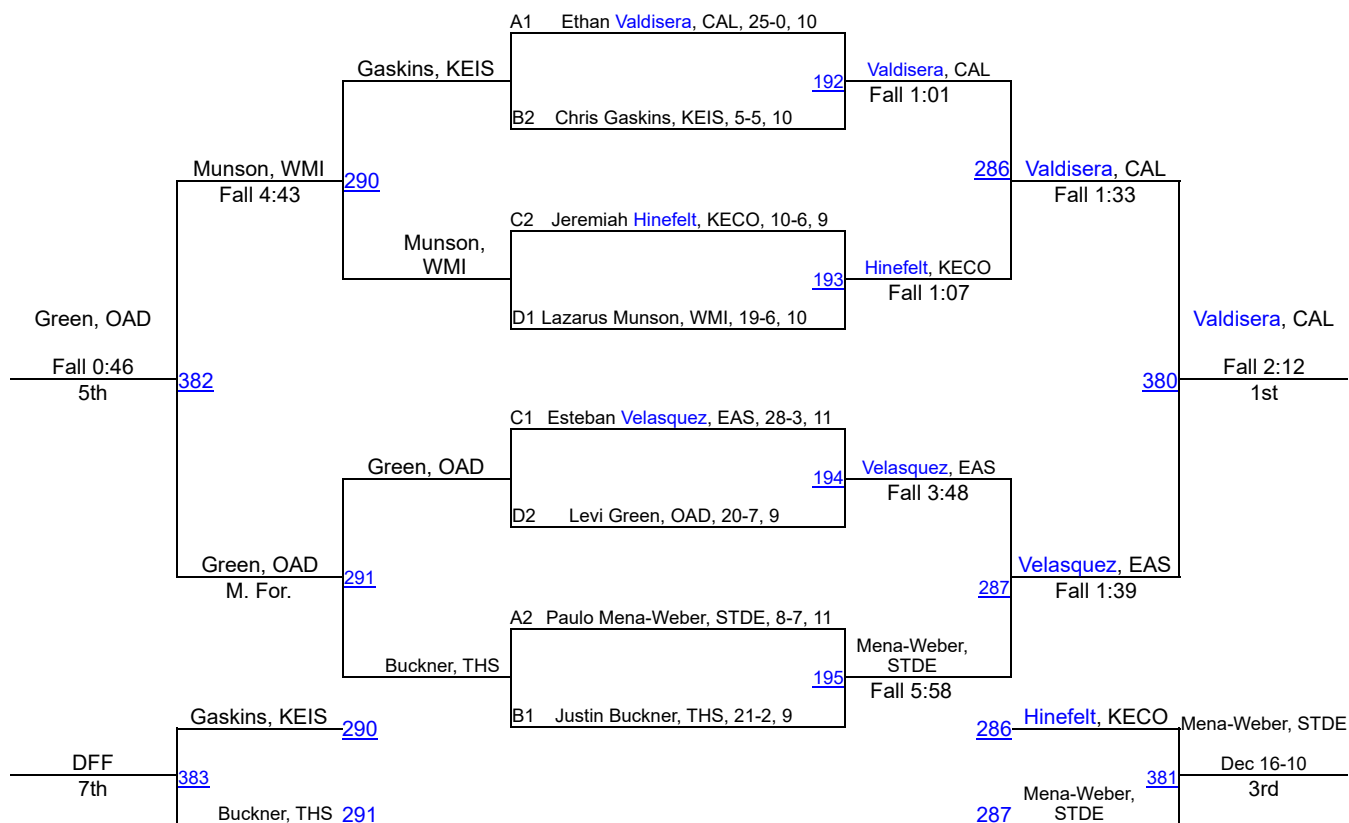 A1 Ethan Valdisera, CAL, 25-0, 10
Gaskins, KEIS
192
Valdisera, CAL
Fall 1:01
B2 Chris Gaskins, KEIS, 5-5, 10
Munson, WMI
Fall 4:43
290
286
Valdisera, CAL
Fall 1:33
C2 Jeremiah Hinefelt, KECO, 10-6, 9
Munson,
WMI
193
Hinefelt, KECO
Fall 1:07
D1 Lazarus Munson, WMI, 19-6, 10
Green, OAD
Fall 0:46
5th
382
Valdisera, CAL
380
Fall 2:12
1st
C1 Esteban Velasquez, EAS, 28-3, 11
Green, OAD
194
Velasquez, EAS
Fall 3:48
D2 Levi Green, OAD, 20-7, 9
Green, OAD
M. For.
291
287
Velasquez, EAS
Fall 1:39
A2 Paulo Mena-Weber, STDE, 8-7, 11
Buckner, THS
195
Mena-Weber,
STDE
Fall 5:58
B1 Justin Buckner, THS, 21-2, 9
Gaskins, KEIS
290
286
Hinefelt, KECO
Mena-Weber, STDE
DFF
7th
383
381
Dec 16-10
3rd
Buckner, THS
291
287
Mena-Weber,
STDE